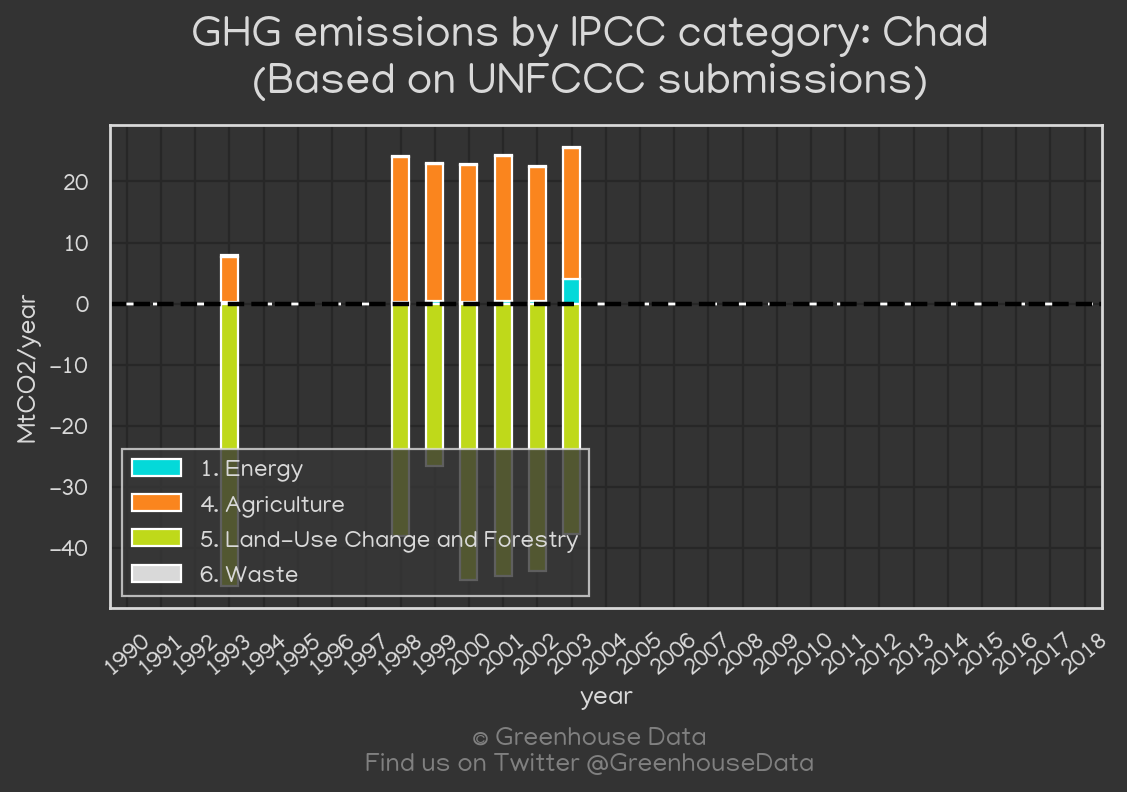 GHG emissions by IPCC category: Chad
(Based on UNFCCC submissions)
MtCO2/year
20
10
0
−10
−20
−30
−40
1. Energy
4. Agriculture
5. Land−Use Change and Forestry
6. Waste
1990 1991 1992 1993 1994 1995 1996 1997 1998 1999 2000 2001 2002 2003 2004 2005 2006 2007 2008 2009 2010 2011 2012 2013 2014 2015 2016 2017 2018
year
© Greenhouse Data
Find us on Twitter @GreenhouseData